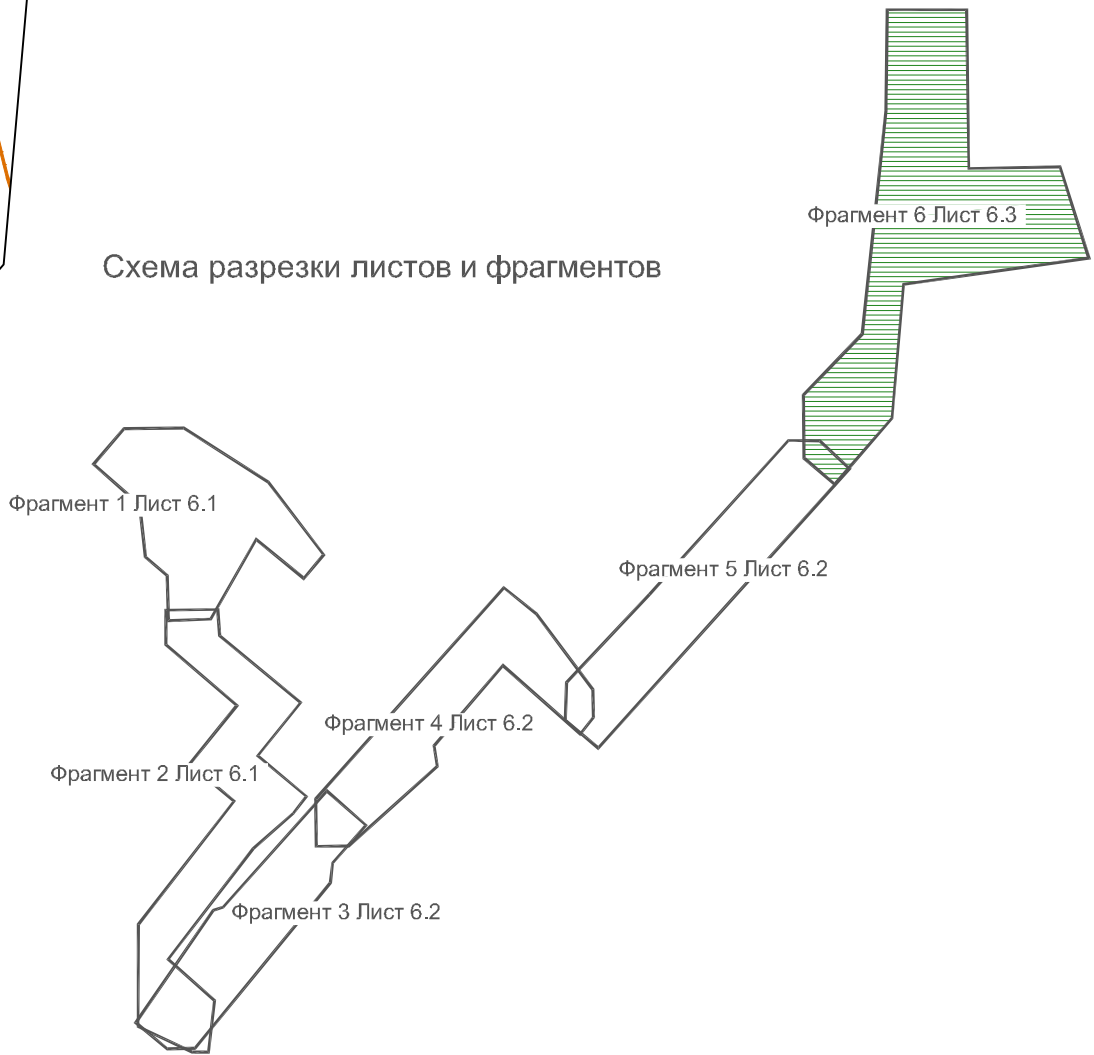 Фрагмент 6 Лист 6.3
Схема разрезки листов и фрагментов
Фрагмент 1 Лист 6.1
Фрагмент 5 Лист 6.2
Фрагмент 4 Лист 6.2
Фрагмент 2 Лист 6.1
Фрагмент 3 Лист 6.2